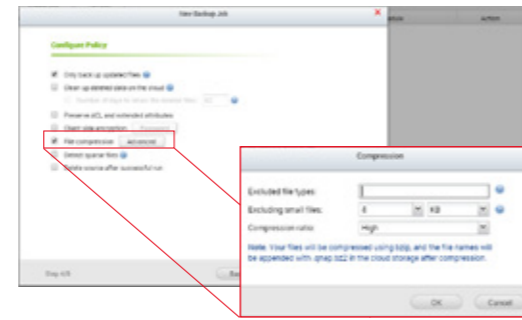 New Backup Job
Action
Configure Policy
Only back up updated files
Clean up deleted data on the cloud
Number of days to retain the deleted files:
Preserve ACL and extended attributes
Client side encryption Password
File compression Advanced
Detect sparse files
Delete source after successful run
Step 4/8
Compression
Excluded file types:
Excluding small files: KB
Compression ratio: High
Note: Your files will be compressed using bzip, and the file names will
be appended with .qnap.bz2 in the cloud storage after compression.
OK Cancel